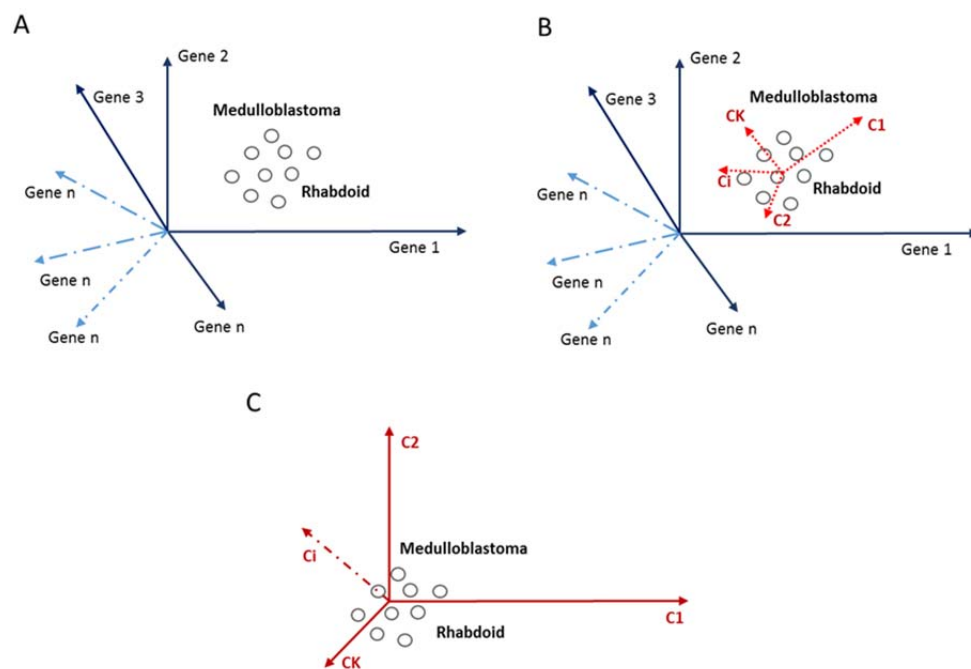 A
Gene 2
Gene 3
Medulloblastoma
Gene n
Rhabdoid
Gene 1
Gene n
Gene n
Gene n
B
Gene 2
Gene 3
Medulloblastoma
CK
C1
Ci
Gene n
Rhabdoid
C2
Gene 1
Gene n
Gene n
Gene n
C
C2
Ci
Medulloblastoma
C1
Rhabdoid
CK